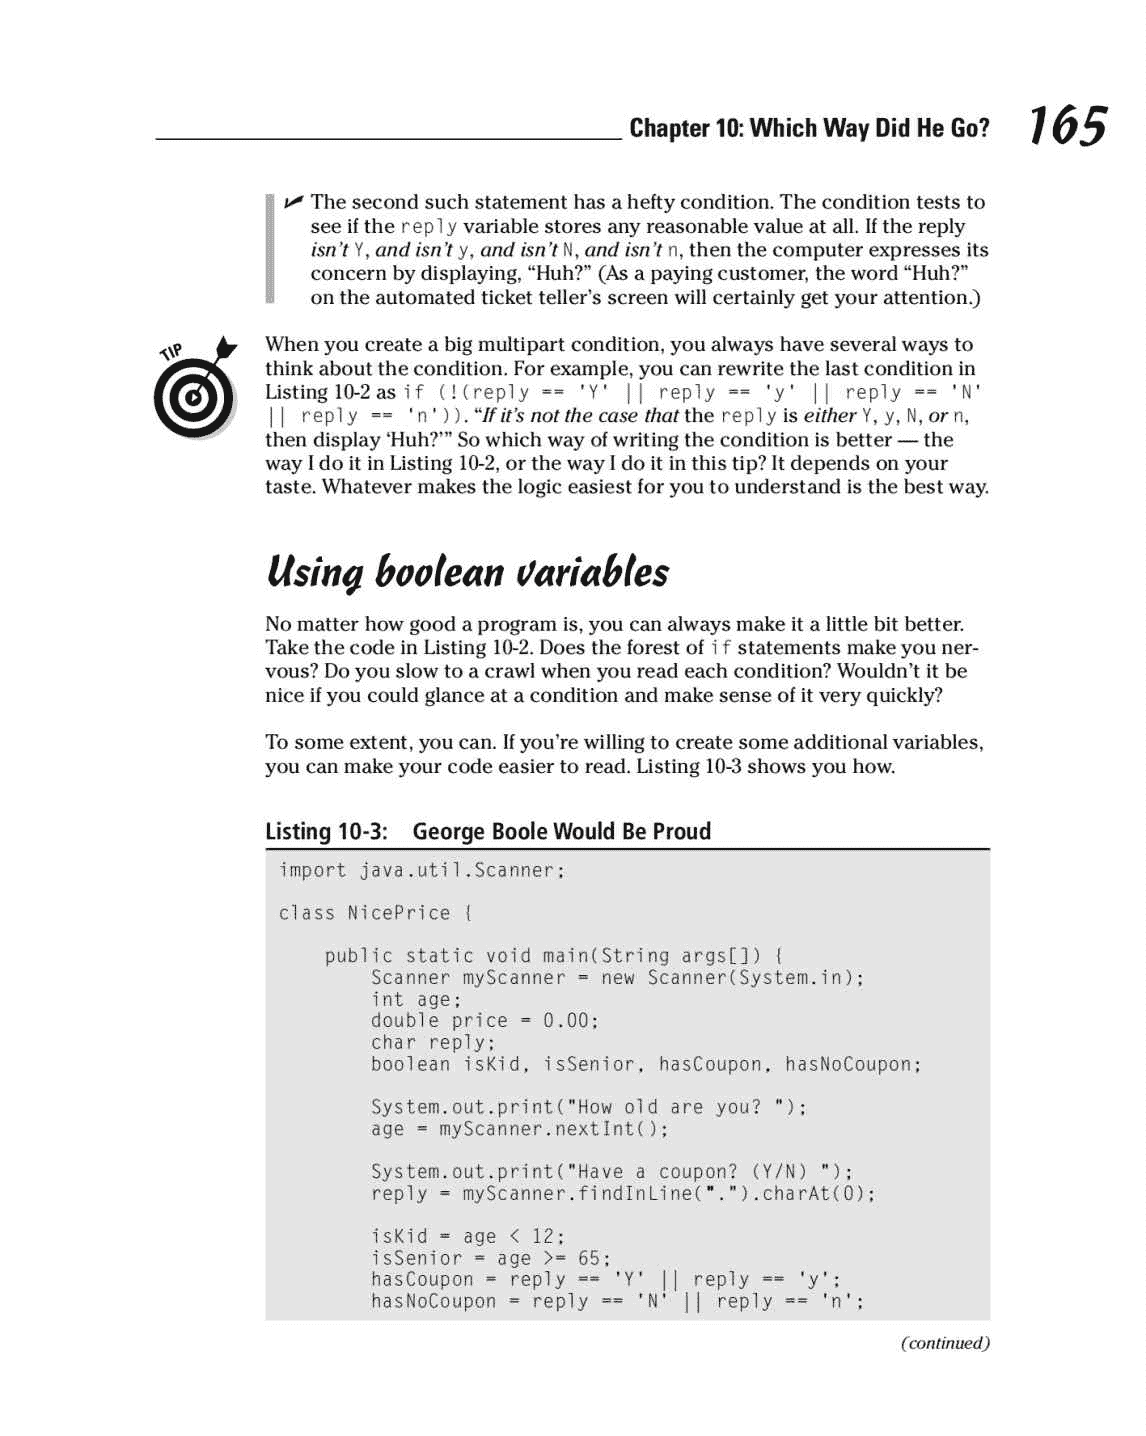 Chapter 10: Which Way Did He Go? 165
✓ The second such statement has a hefty condition. The condition tests to
see if the reply variable stores any reasonable value at all. If the reply
isn't Y, and isn't y, and isn't N, and isn't n, then the computer expresses its
concern by displaying, “Huh?” (As a paying customer, the word “Huh?”
on the automated ticket teller's screen will certainly get your attention.)
TIP
When you create a big multipart condition, you always have several ways to
think about the condition. For example, you can rewrite the last condition in
Listing 10-2 as if (!(reply == 'Y' || reply == 'y' || reply == 'N'
|| reply == 'n')). “If it's not the case that the reply is either Y, y, N, or n,
then display ‘Huh?’” So which way of writing the condition is better — the
way I do it in Listing 10-2, or the way I do it in this tip? It depends on your
taste. Whatever makes the logic easiest for you to understand is the best way.
Using boolean variables
No matter how good a program is, you can always make it a little bit better.
Take the code in Listing 10-2. Does the forest of if statements make you ner-
vous? Do you slow to a crawl when you read each condition? Wouldn't it be
nice if you could glance at a condition and make sense of it very quickly?
To some extent, you can. If you're willing to create some additional variables,
you can make your code easier to read. Listing 10-3 shows you how.
Listing 10-3: George Boole Would Be Proud
import java.util.Scanner;
class NicePrice {
public static void main(String args[]) {
Scanner myScanner = new Scanner(System.in);
int age;
double price = 0.00;
char reply;
boolean isKid, isSenior, hasCoupon, hasNoCoupon;
System.out.print("How old are you? ");
age = myScanner.nextInt();
System.out.print("Have a coupon? (Y/N) ");
reply = myScanner.findInLine(".").charAt(0);
isKid = age < 12;
isSenior = age >= 65;
hasCoupon = reply == 'Y' || reply == 'y';
hasNoCoupon = reply == 'N' || reply == 'n';
(continued)